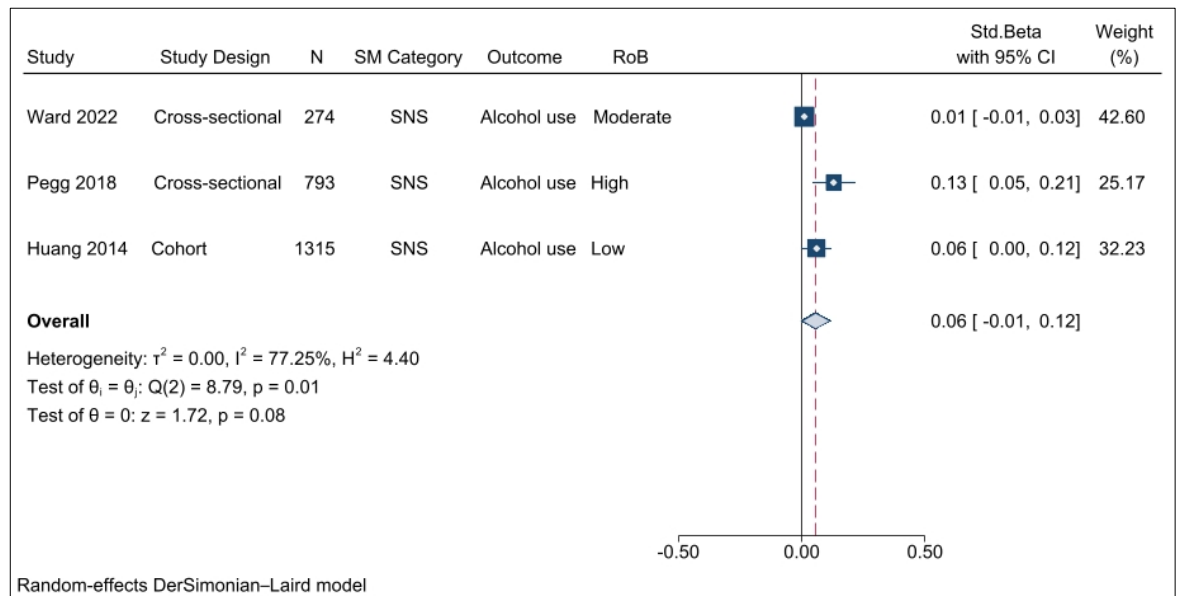 Study Study Design N SM Category Outcome RoB Std.Beta with 95% CI Weight (%)
Ward 2022 Cross-sectional 274 SNS Alcohol use Moderate 0.01 [ -0.01, 0.03] 42.60
Pegg 2018 Cross-sectional 793 SNS Alcohol use High 0.13 [ 0.05, 0.21] 25.17
Huang 2014 Cohort 1315 SNS Alcohol use Low 0.06 [ 0.00, 0.12] 32.23
Overall 0.06 [ -0.01, 0.12]
Heterogeneity: τ² = 0.00, I² = 77.25%, H² = 4.40
Test of θᵢ = θⱼ: Q(2) = 8.79, p = 0.01
Test of θ = 0: z = 1.72, p = 0.08
-0.50 0.00 0.50
Random-effects DerSimonian–Laird model